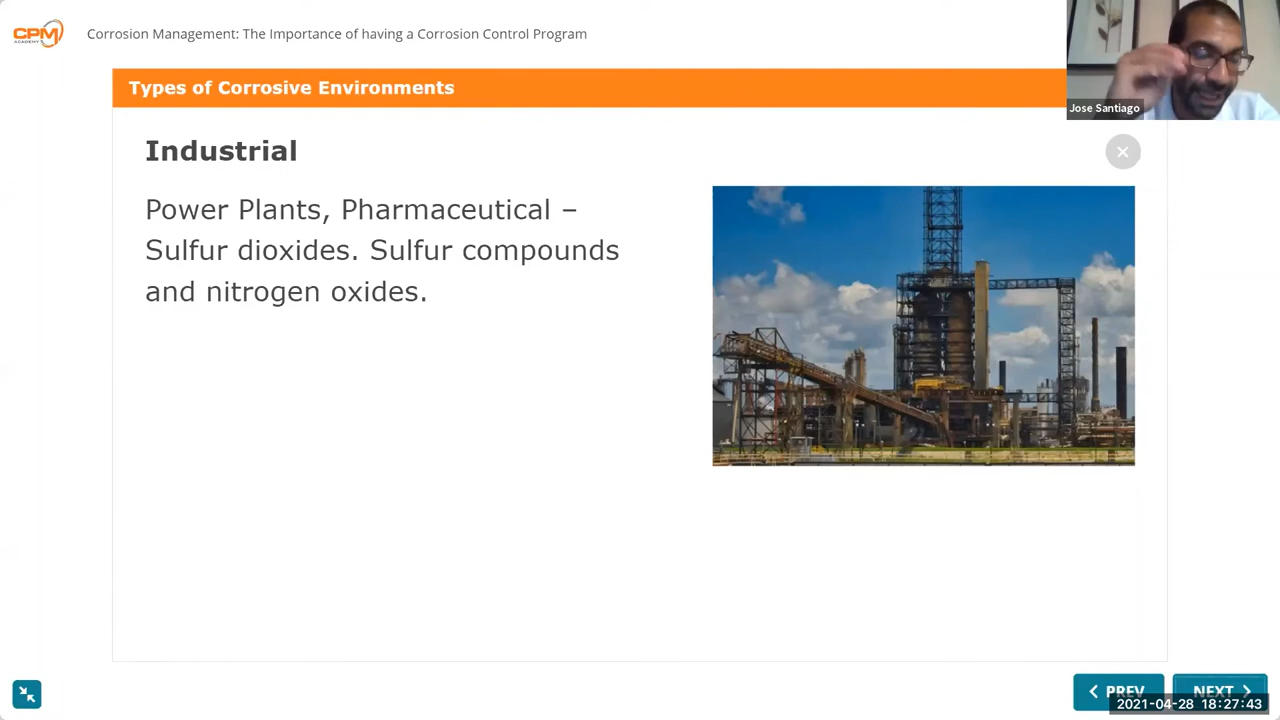 CPM
ACADEMY
Corrosion Management: The Importance of having a Corrosion Control Program
Types of Corrosive Environments
Jose Santiago
Industrial
Power Plants, Pharmaceutical –
Sulfur dioxides. Sulfur compounds
and nitrogen oxides.
PREV
NEXT
2021-04-28 18:27:43